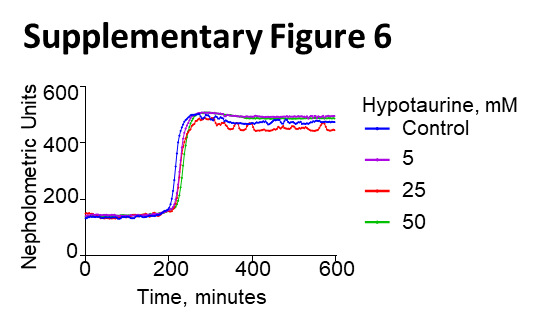 Supplementary Figure 6
Nepholometric Units
600
400
200
0
0 200 400 600
Time, minutes
Hypotaurine, mM
Control
5
25
50